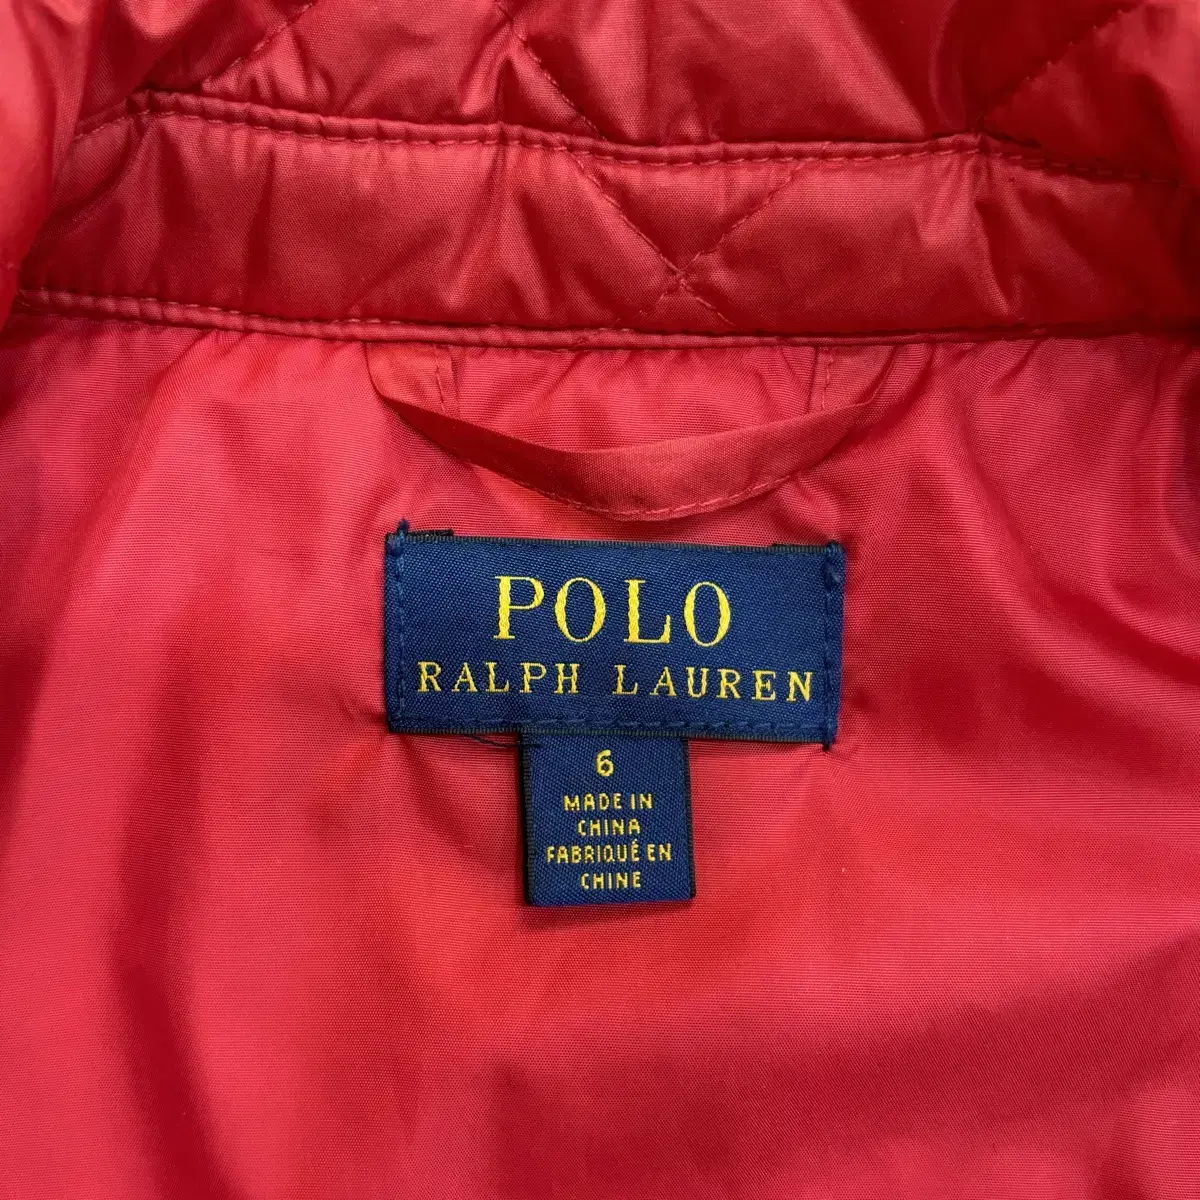 POLO
RALPH LAUREN
6
MADE IN
CHINA
FABRIQUÉ EN
CHINE